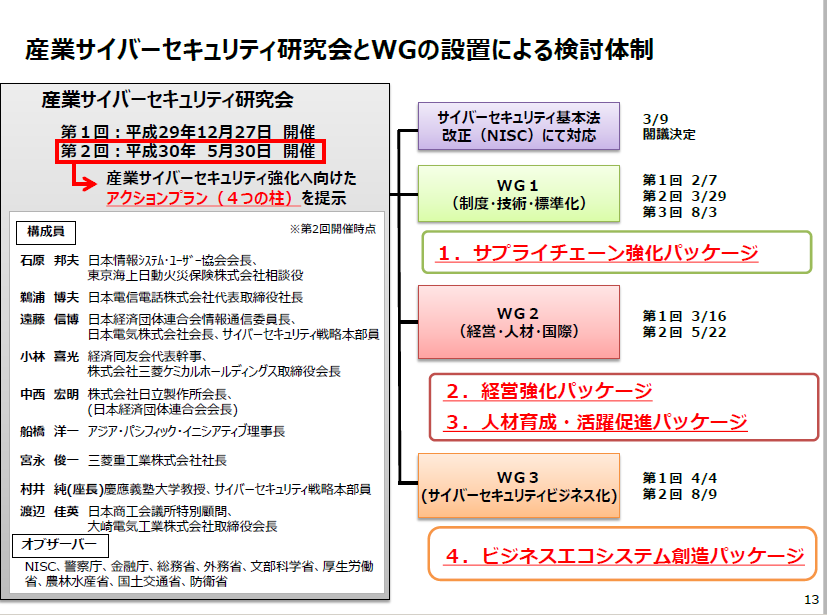 産業サイバーセキュリティ研究会とWGの設置による検討体制
産業サイバーセキュリティ研究会
第１回：平成29年12月27日　開催
第２回：平成30年　5月30日　開催
産業サイバーセキュリティ強化へ向けた
アクションプラン（４つの柱）を提示
構成員
※第2回開催時点
石原　邦夫　日本情報ｼｽﾃﾑ･ﾕｰｻﾞｰ協会会長、
東京海上日動火災保険株式会社相談役
鵜浦　博夫　日本電信電話株式会社代表取締役社長
遠藤　信博　日本経済団体連合会情報通信委員長、
日本電気株式会社会長、サイバーセキュリティ戦略本部員
小林　喜光　経済同友会代表幹事、
株式会社三菱ケミカルホールディングス取締役会長
中西　宏明　株式会社日立製作所会長、
(日本経済団体連合会会長)
船橋　洋一　アジア・パシフィック・イニシアティブ理事長
宮永　俊一　三菱重工業株式会社社長
村井　純(座長)慶應義塾大学教授、サイバーセキュリティ戦略本部員
渡辺　佳英　日本商工会議所特別顧問、
大崎電気工業株式会社取締役会長
オブザーバー
NISC、警察庁、金融庁、総務省、外務省、文部科学省、厚生労働
省、農林水産省、国土交通省、防衛省
サイバーセキュリティ基本法
改正（NISC）にて対応
3/9
閣議決定
ＷＧ１
（制度・技術・標準化）
第１回　2/7
第２回　3/29
第３回　8/3
１．サプライチェーン強化パッケージ
ＷＧ２
（経営・人材・国際）
第１回　3/16
第２回　5/22
２．経営強化パッケージ
３．人材育成・活躍促進パッケージ
ＷＧ３
(サイバーセキュリティビジネス化)
第１回　4/4
第２回　8/9
４．ビジネスエコシステム創造パッケージ
13